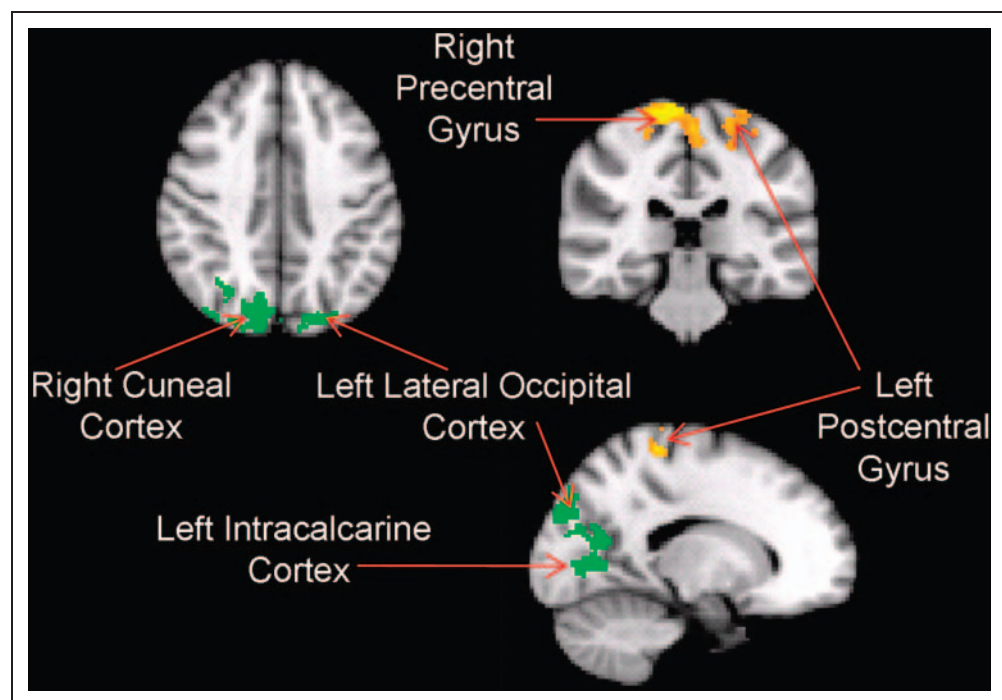 Right
Precentral
Gyrus
Right Cuneal
Cortex
Left Lateral Occipital
Cortex
Left
Postcentral
Gyrus
Left Intracalcarine
Cortex